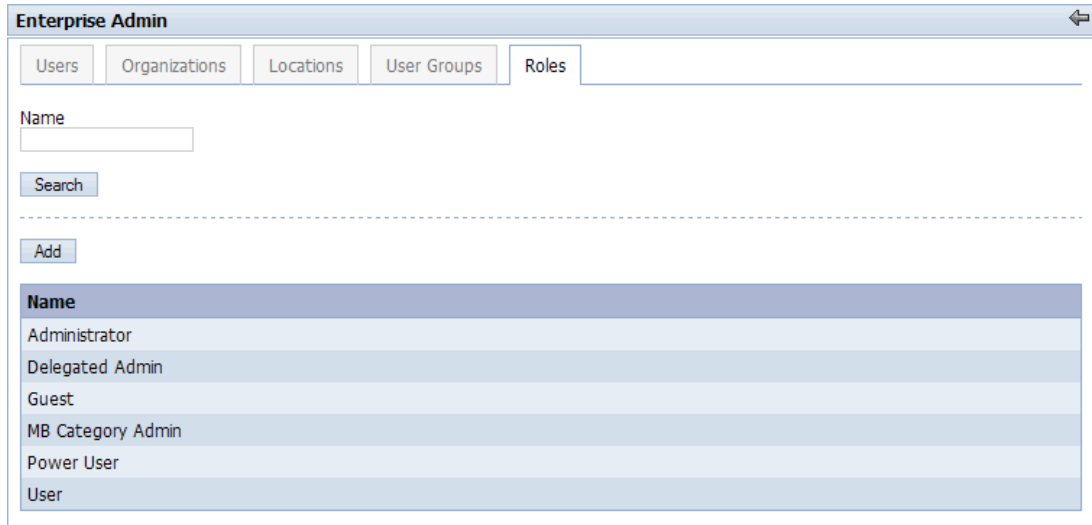 Enterprise Admin
Users Organizations Locations User Groups Roles
Name
Search
Add
Name
Administrator
Delegated Admin
Guest
MB Category Admin
Power User
User